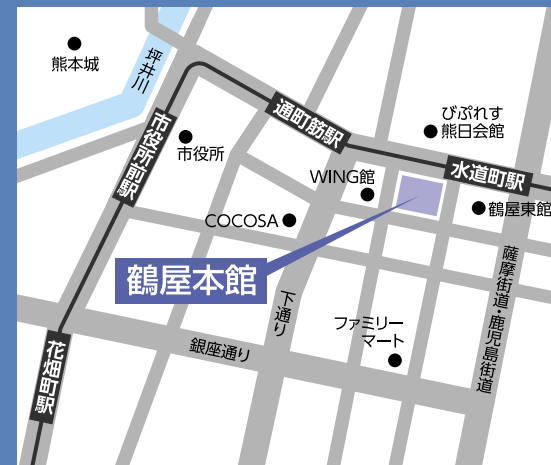 熊本城
坪井川
通町筋駅
びぷれす
熊日会館
市役所前駅
市役所
水道町駅
WING館
鶴屋東館
COCOSA
鶴屋本館
薩摩街道・鹿児島街道
下通り
ファミリー
マート
銀座通り
花畑町駅